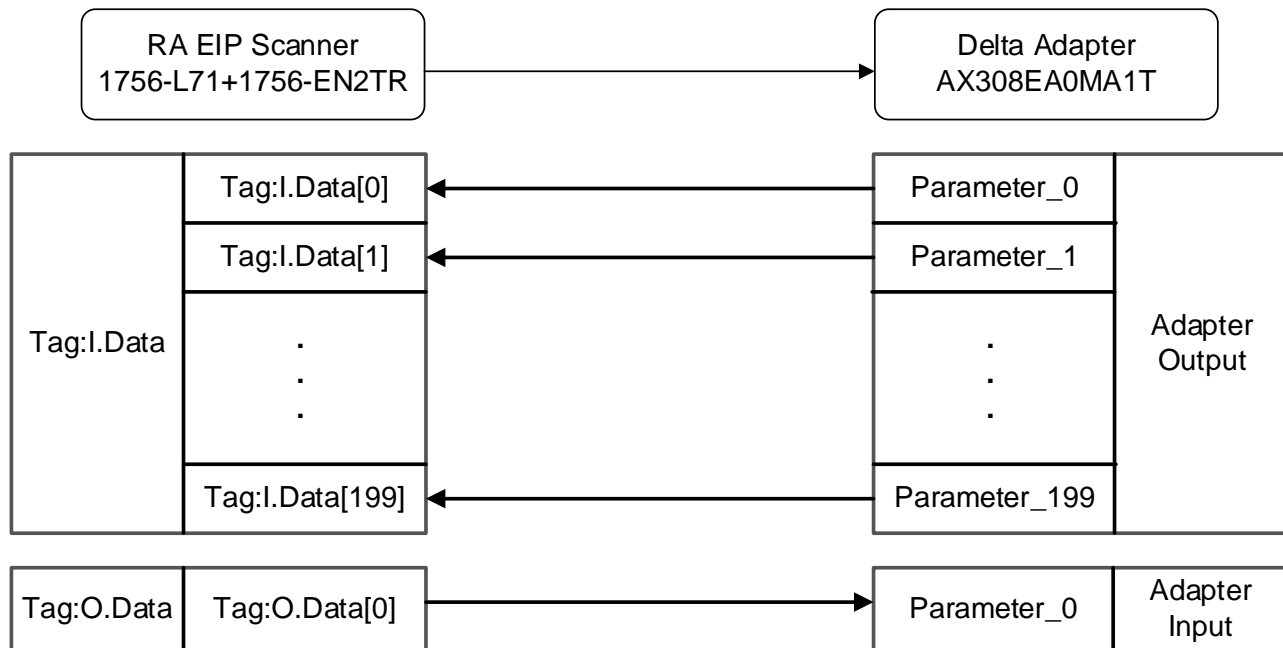 RA EIP Scanner
1756-L71+1756-EN2TR
Delta Adapter
AX308EA0MA1T
Tag:I.Data
Tag:I.Data[0]
Parameter_0
Tag:I.Data[1]
Parameter_1
.
.
.
.
.
.
Tag:I.Data[199]
Parameter_199
Adapter
Output
Tag:O.Data
Tag:O.Data[0]
Parameter_0
Adapter
Input